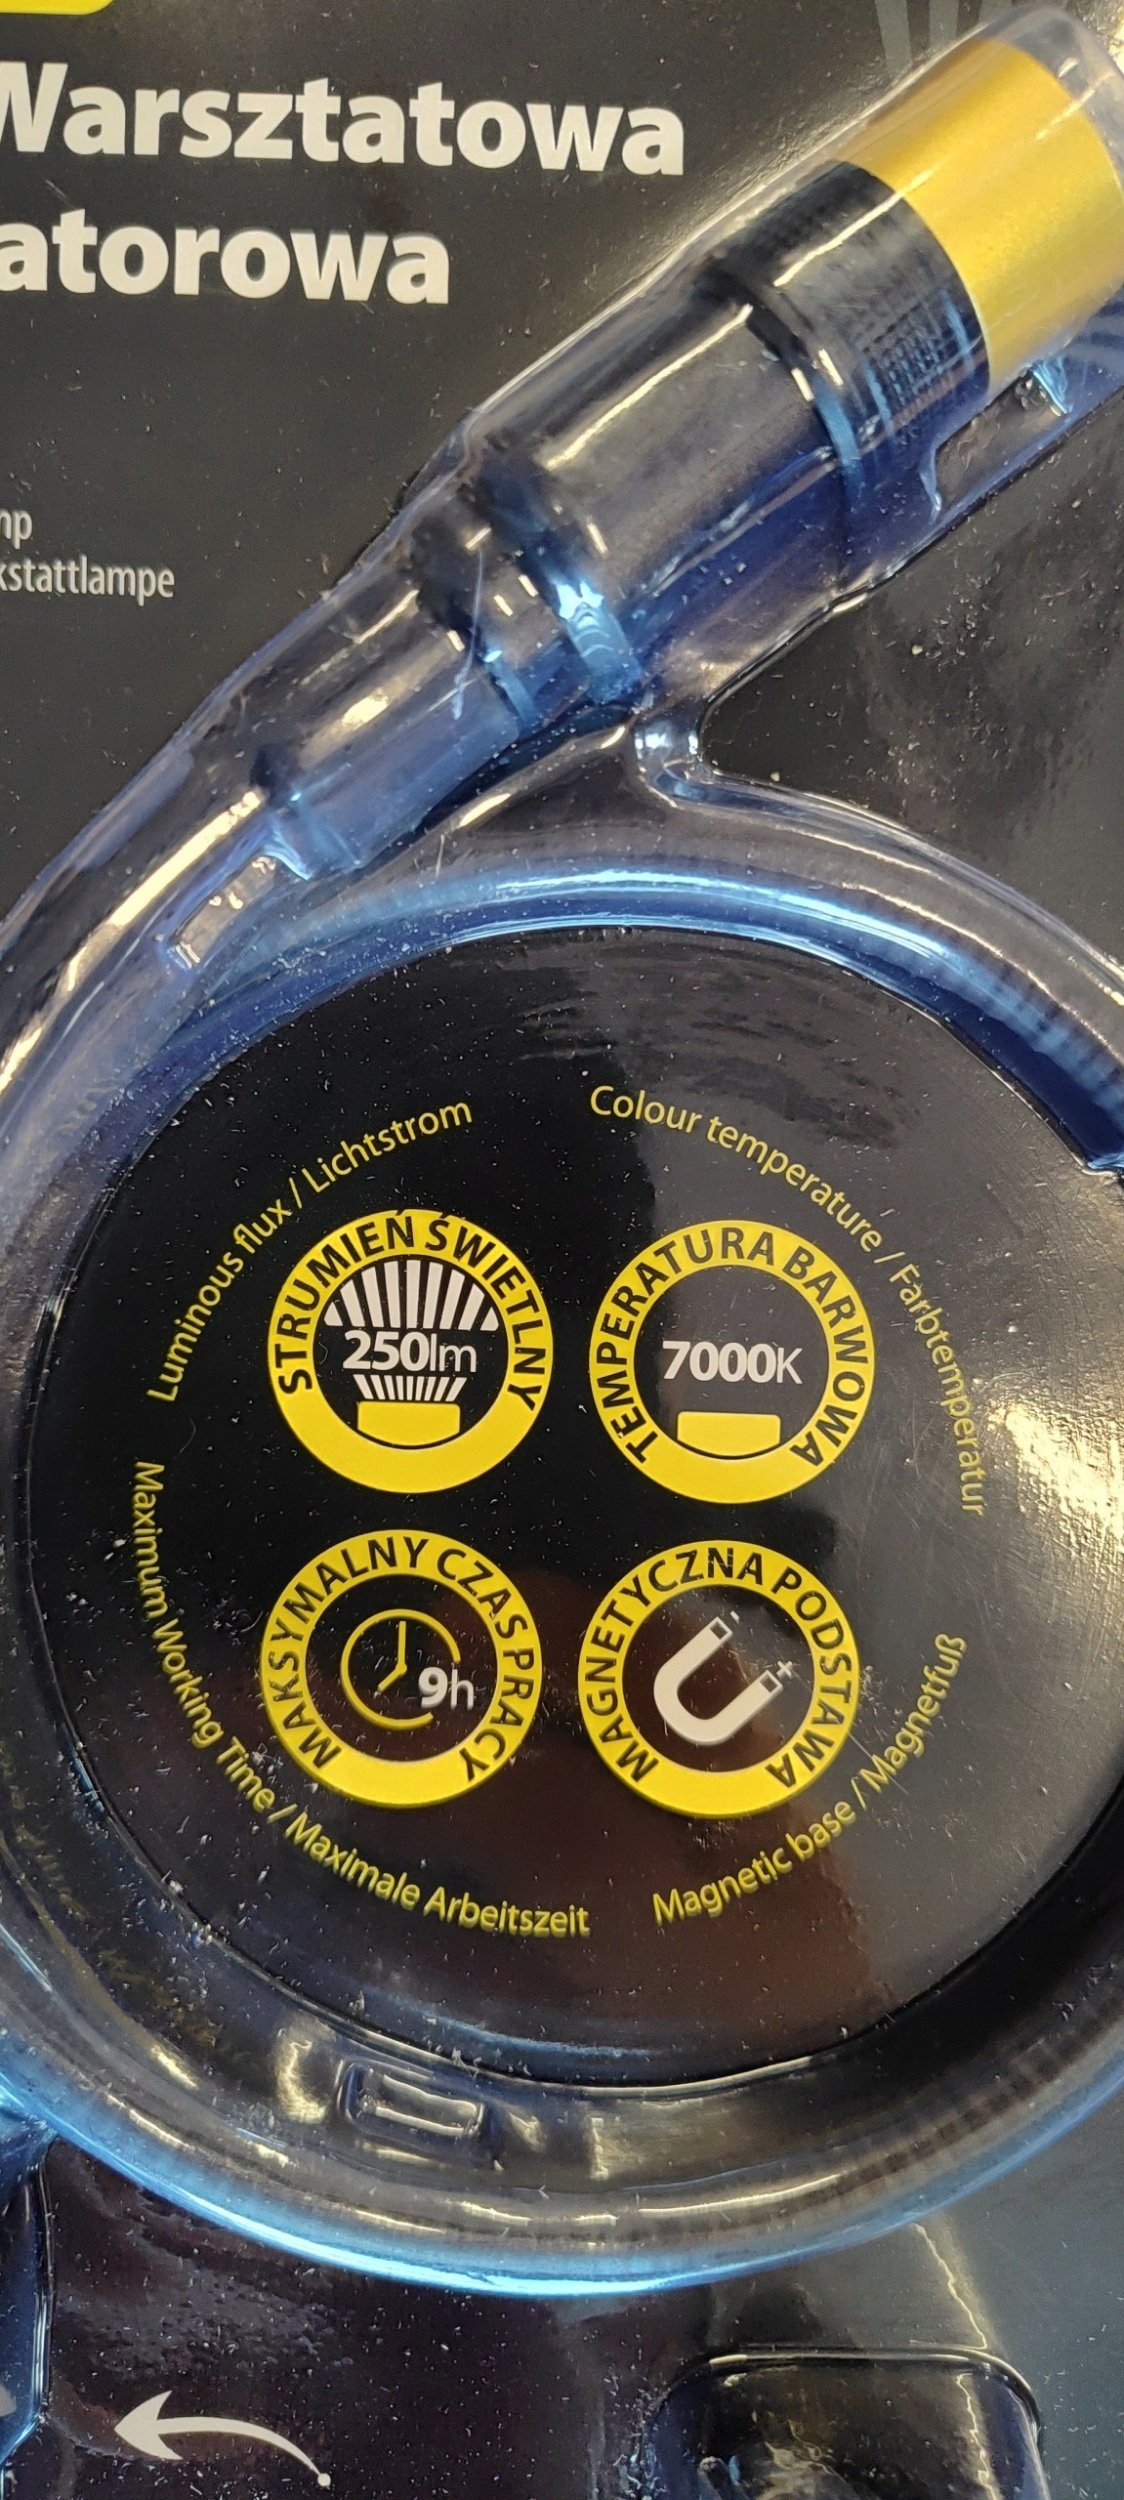 Warsztatowa
atorowa
mp
kstattlampe
Luminous flux / Lichtstrom
STRUMIEŃ ŚWIETLNY
250lm
Colour temperature / Farbtemperatur
TEMPERATURA BARWOWA
7000K
MAKSYMALNY CZAS PRACY
9h
Maximum Working Time / Maximale Arbeitszeit
MAGNETYCZNA PODSTAWA
- +
Magnetic base / Magnetfuß